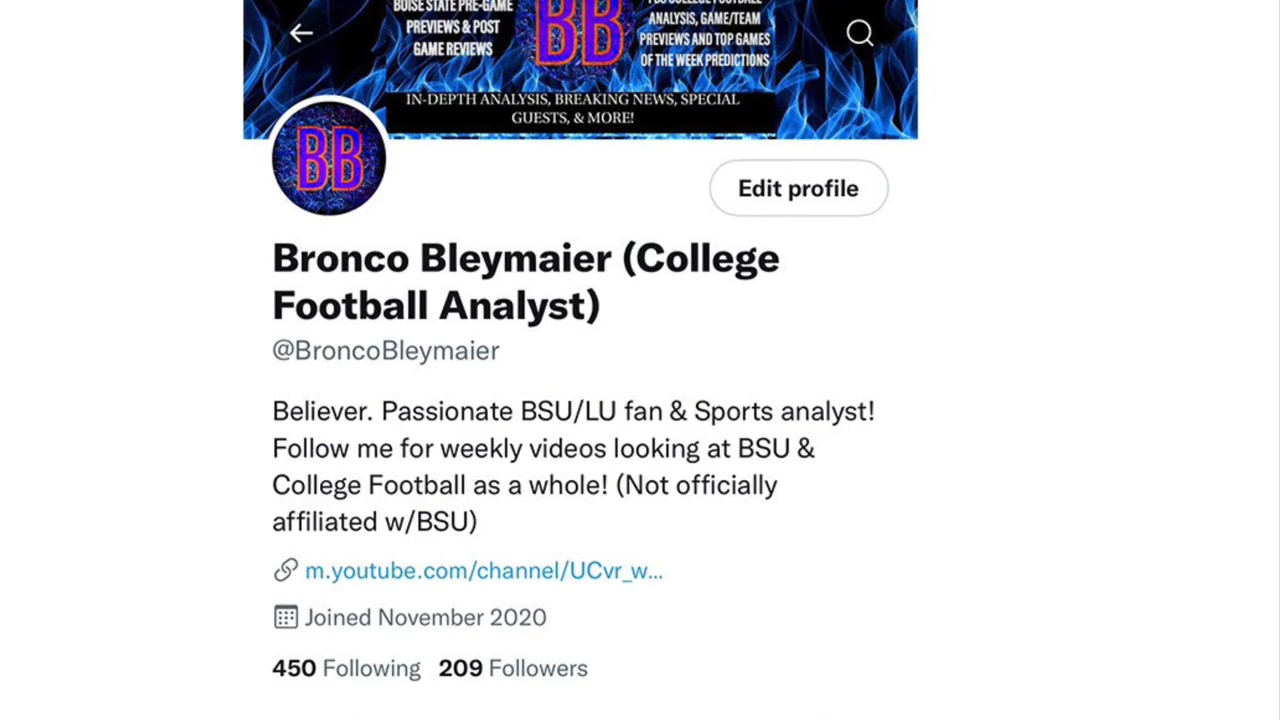 BOISE STATE PRE-GAME
PREVIEWS & POST
GAME REVIEWS
BB
ANALYSIS, GAME/TEAM
PREVIEWS AND TOP GAMES
OF THE WEEK PREDICTIONS
IN-DEPTH ANALYSIS, BREAKING NEWS, SPECIAL
GUESTS, & MORE!
BB
Edit profile
Bronco Bleymaier (College
Football Analyst)
@BroncoBleymaier
Believer. Passionate BSU/LU fan & Sports analyst!
Follow me for weekly videos looking at BSU &
College Football as a whole! (Not officially
affiliated w/BSU)
m.youtube.com/channel/UCvr_w...
Joined November 2020
450 Following 209 Followers